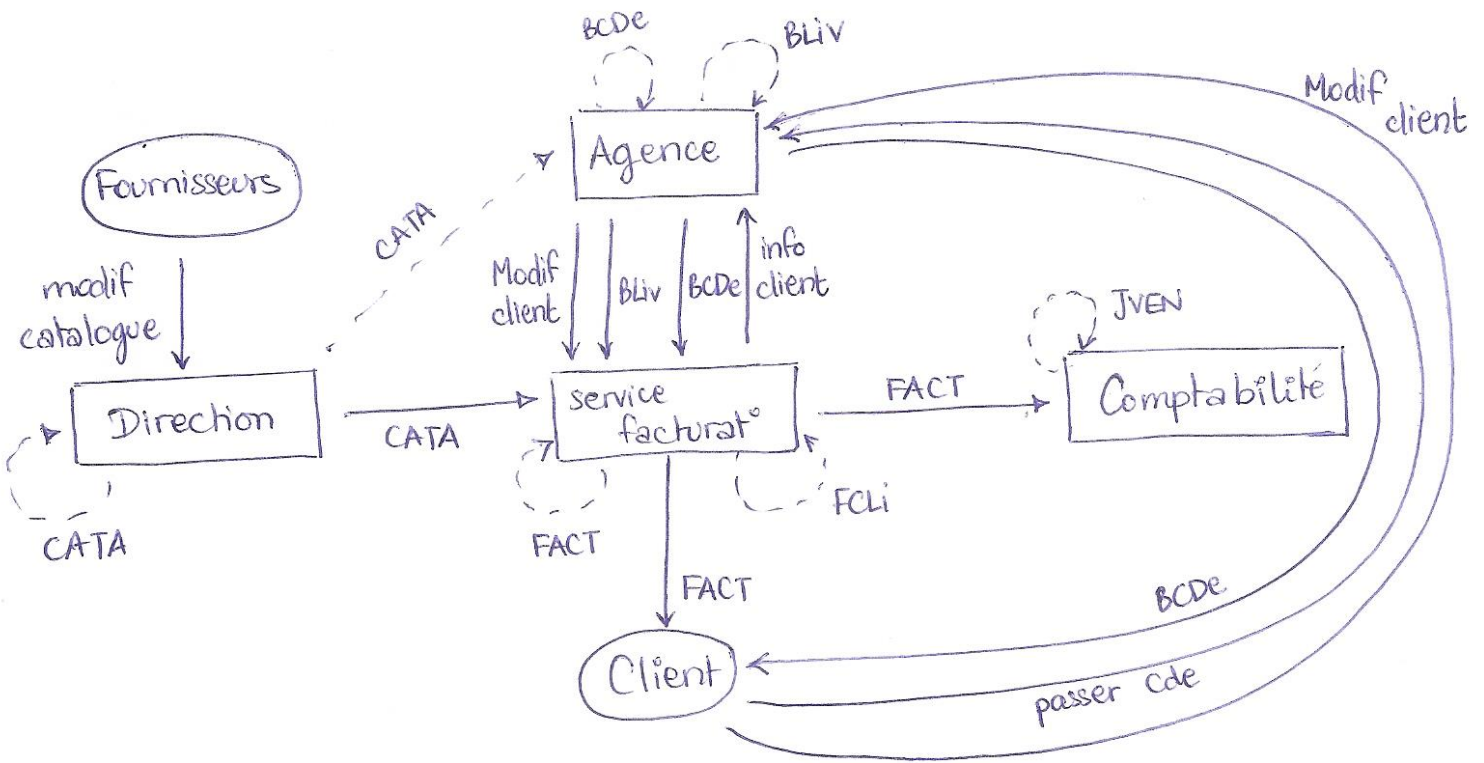 BCDe
BLiV
Modif
client
Agence
Fournisseurs
CATA
modif
catalogue
Modif
client
BLiv
BCDe
info
client
JVEN
Direction
CATA
service
facturat°
FACT
Comptabilité
CATA
FACT
FCLi
FACT
BCDe
Client
passer Cde